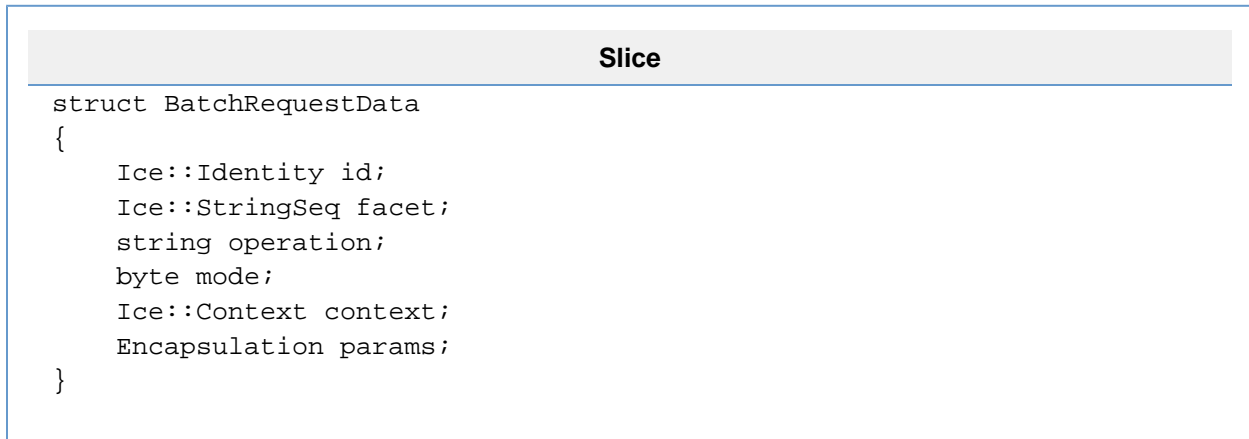 Slice
struct BatchRequestData
{
    Ice::Identity id;
    Ice::StringSeq facet;
    string operation;
    byte mode;
    Ice::Context context;
    Encapsulation params;
}